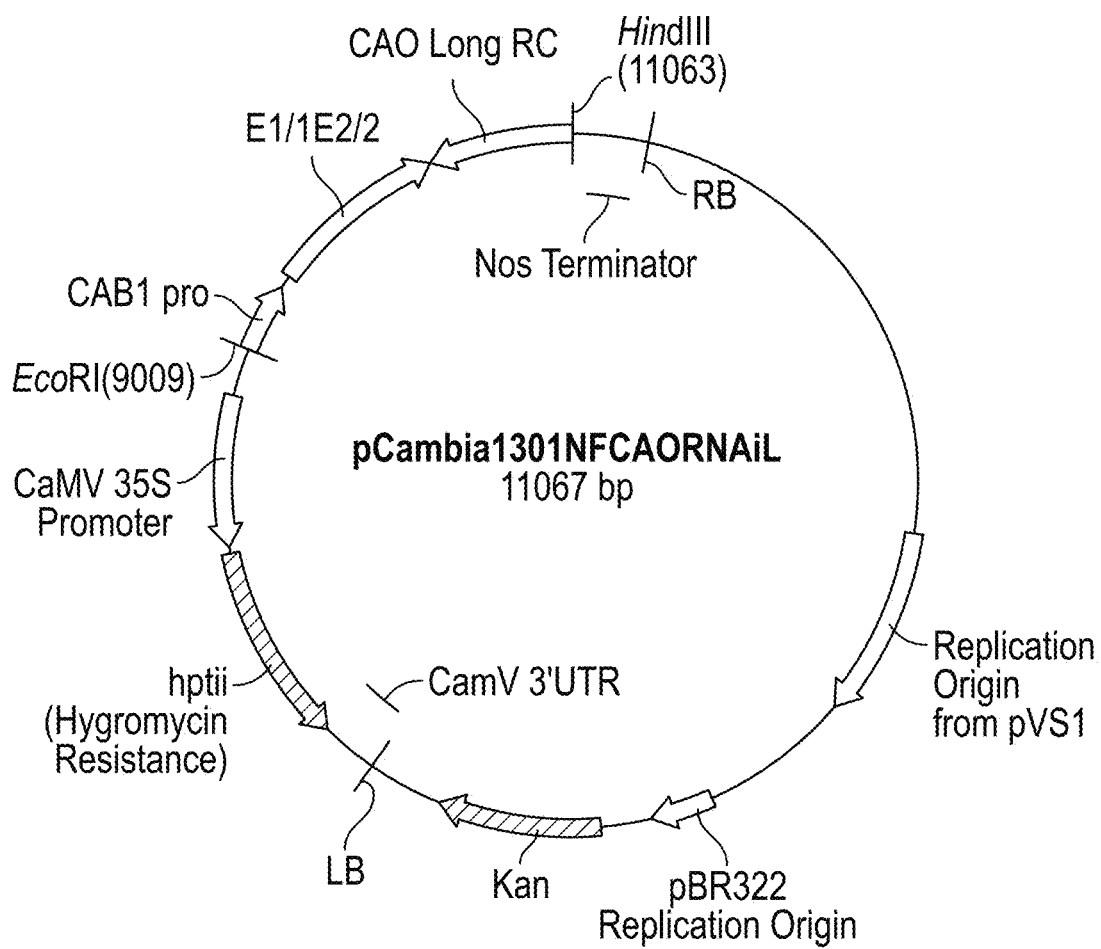 CAO Long RC
HindIII
(11063)
E1/1E2/2
RB
Nos Terminator
CAB1 pro
EcoRI(9009)
pCambia1301NFCAORNAiL
11067 bp
CaMV 35S
Promoter
Replication
Origin
from pVS1
CamV 3'UTR
hptii
(Hygromycin
Resistance)
LB
Kan
pBR322
Replication Origin